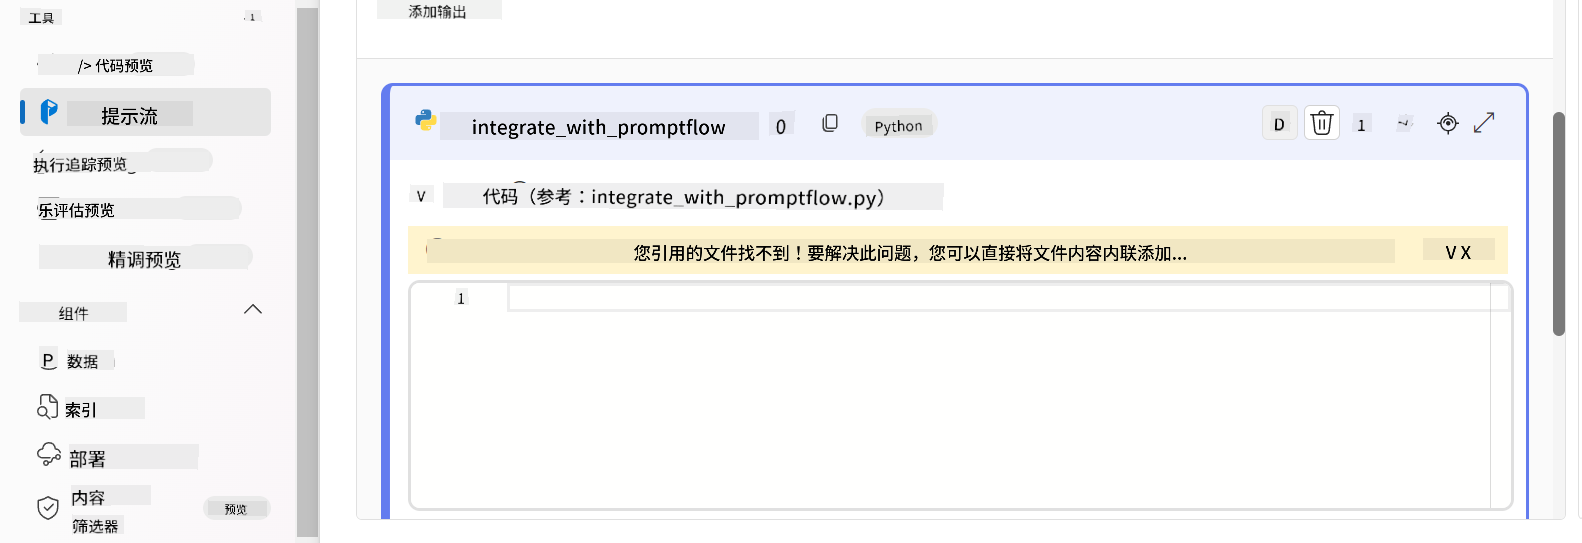 工具
1
/> 代码预览
提示流
执行追踪预览
乐评估预览
精调预览
组件
P 数据
索引
部署
内容
筛选器
预览
添加输出
integrate_with_promptflow 0 Python D 1
V 代码（参考：integrate_with_promptflow.py）
您引用的文件找不到！要解决此问题，您可以直接将文件内容内联添加... V X
1